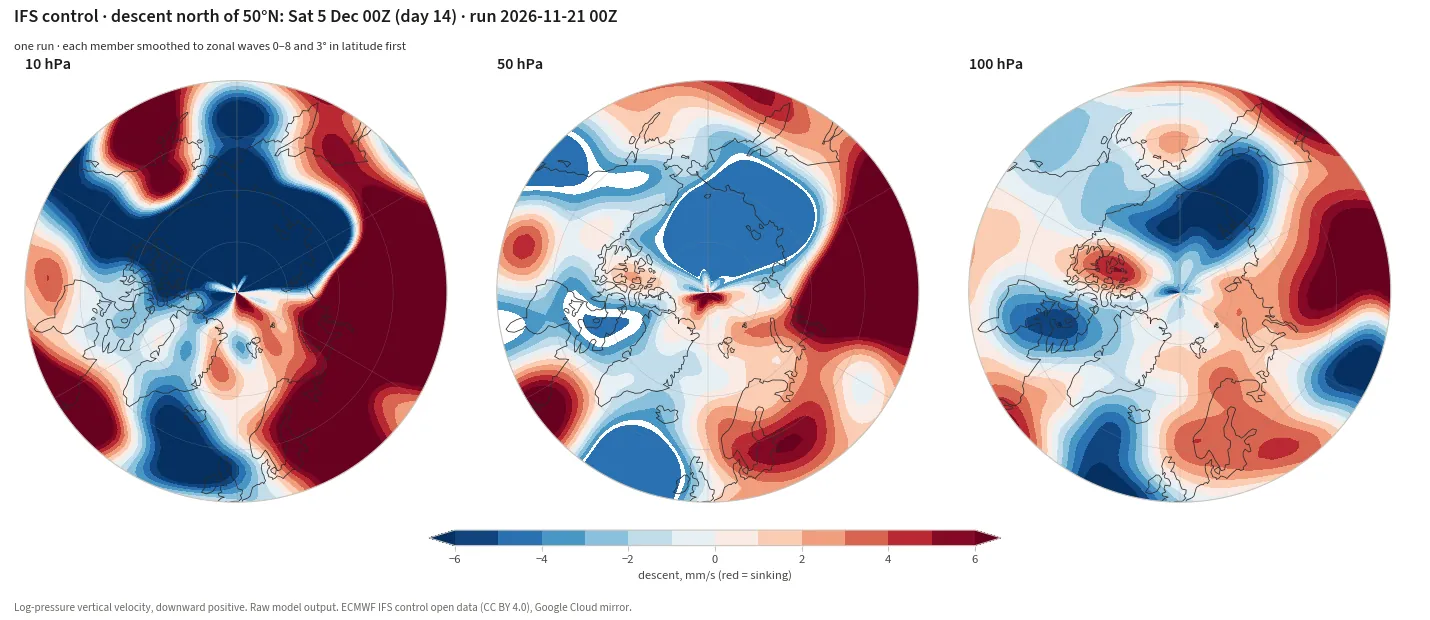 IFS control · descent north of 50°N: Sat 5 Dec 00Z (day 14) · run 2026-11-21 00Z
one run · each member smoothed to zonal waves 0–8 and 3° in latitude first
10 hPa
50 hPa
100 hPa
−6
−4
−2
0
2
4
6
descent, mm/s (red = sinking)
Log-pressure vertical velocity, downward positive. Raw model output. ECMWF IFS control open data (CC BY 4.0), Google Cloud mirror.